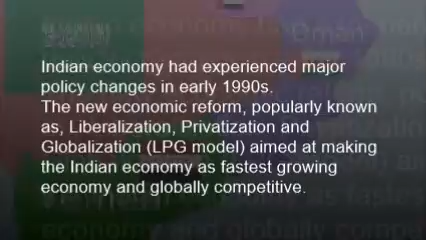 Oman
Indian economy had experienced major
policy changes in early 1990s.
The new economic reform, popularly known
as, Liberalization, Privatization and
Globalization (LPG model) aimed at making
the Indian economy as fastest growing
economy and globally competitive.